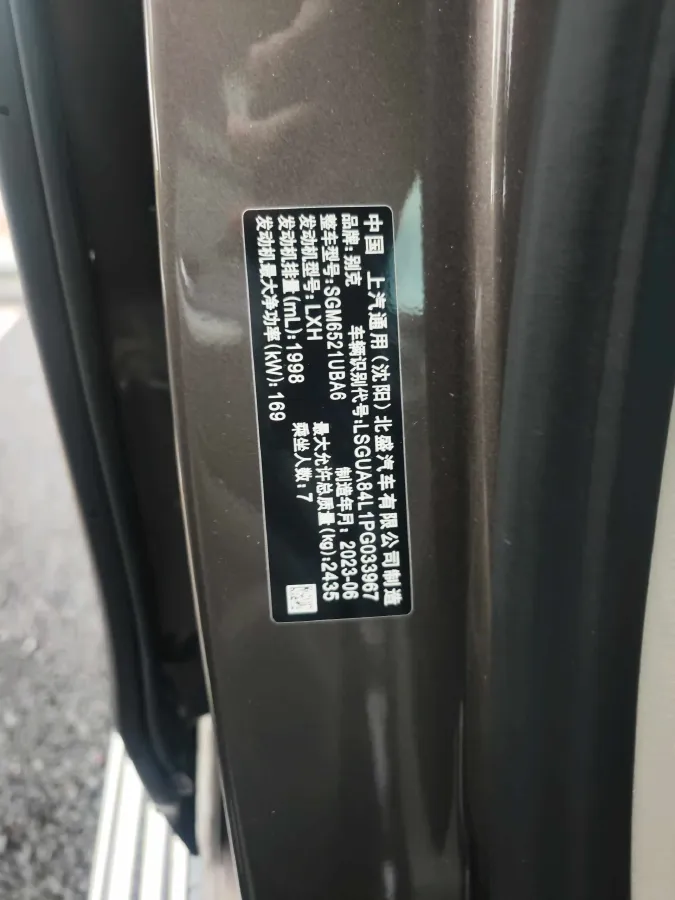 中国 上汽通用(沈阳)北盛汽车有限公司制造
品牌:别克 车辆识别代号:LSGUA84L1PG033967
整车型号:SGM6521UBA6 制造年月:2023-06
发动机型号:LXH 最大允许总质量(kg):2435
发动机排量(mL):1998 乘坐人数:7
发动机最大净功率(kW):169